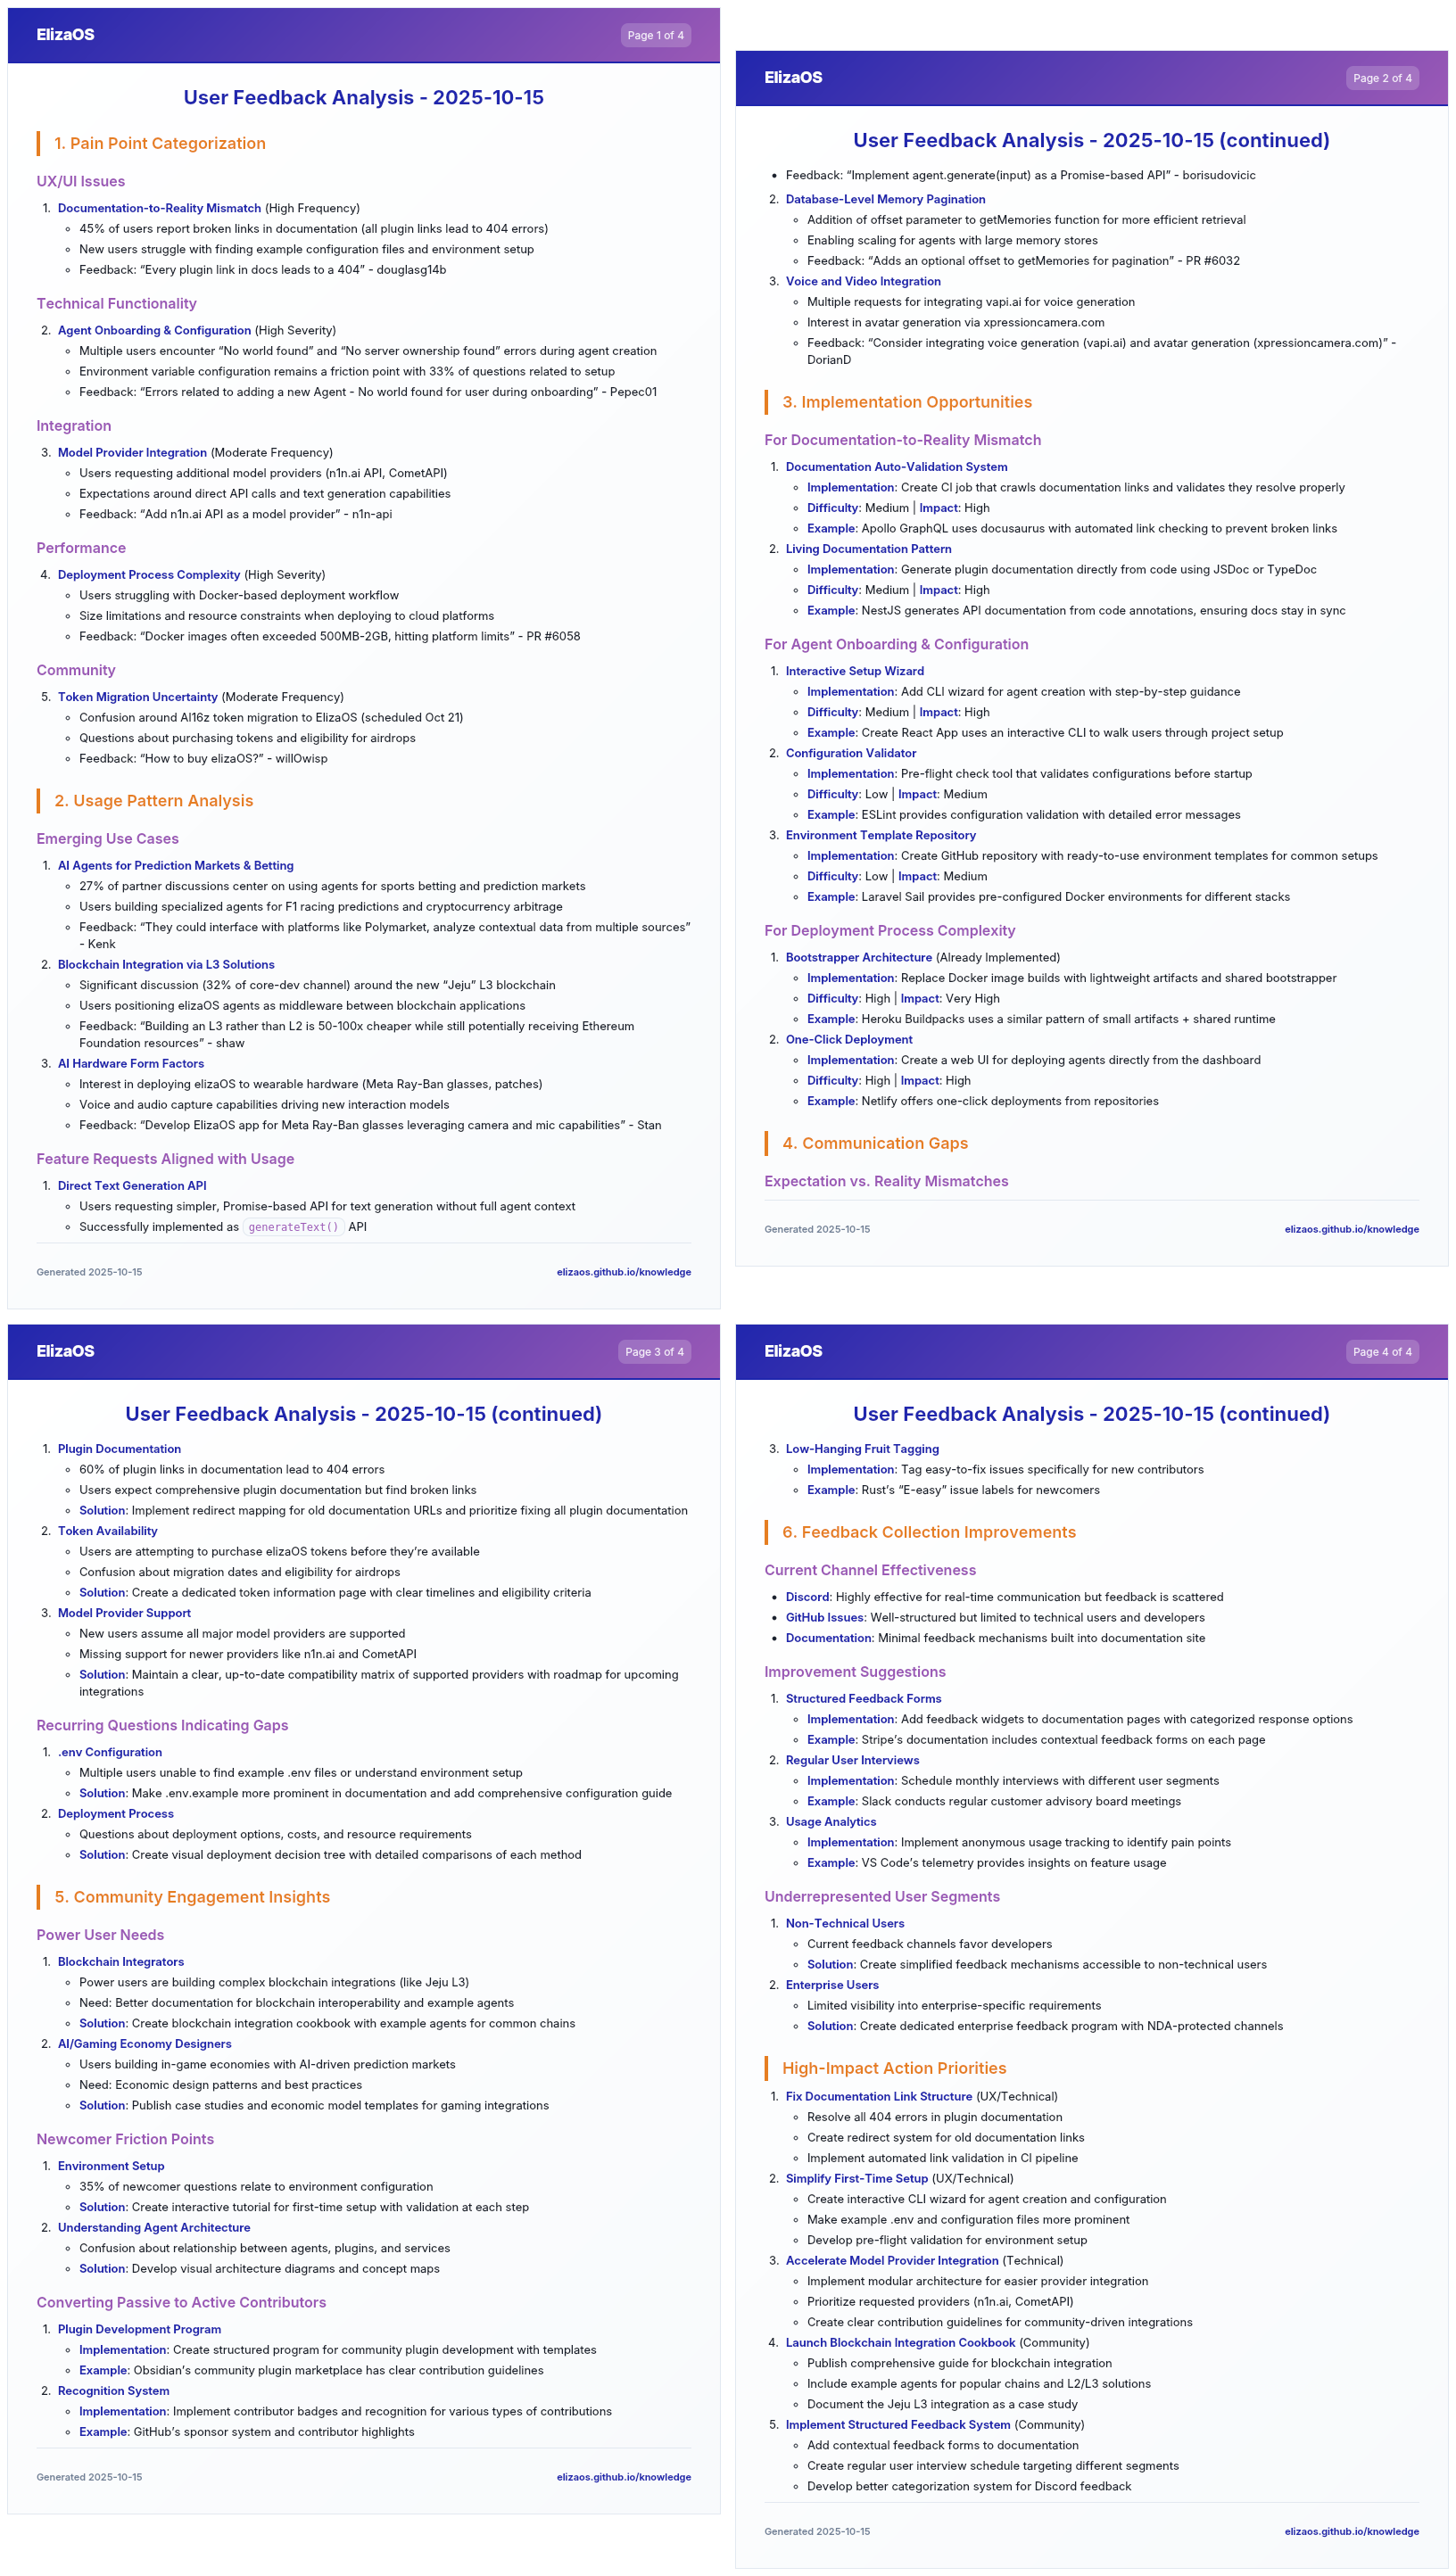 ElizaOS
Page 1 of 4
User Feedback Analysis - 2025-10-15
1. Pain Point Categorization
UX/UI Issues
1. Documentation-to-Reality Mismatch (High Frequency)
◦ 45% of users report broken links in documentation (all plugin links lead to 404 errors)
◦ New users struggle with finding example configuration files and environment setup
◦ Feedback: “Every plugin link in docs leads to a 404” - douglasg14b
Technical Functionality
2. Agent Onboarding & Configuration (High Severity)
◦ Multiple users encounter “No world found” and “No server ownership found” errors during agent creation
◦ Environment variable configuration remains a friction point with 33% of questions related to setup
◦ Feedback: “Errors related to adding a new Agent - No world found for user during onboarding” - Pepec01
Integration
3. Model Provider Integration (Moderate Frequency)
◦ Users requesting additional model providers (n1n.ai API, CometAPI)
◦ Expectations around direct API calls and text generation capabilities
◦ Feedback: “Add n1n.ai API as a model provider” - n1n-api
Performance
4. Deployment Process Complexity (High Severity)
◦ Users struggling with Docker-based deployment workflow
◦ Size limitations and resource constraints when deploying to cloud platforms
◦ Feedback: “Docker images often exceeded 500MB-2GB, hitting platform limits” - PR #6058
Community
5. Token Migration Uncertainty (Moderate Frequency)
◦ Confusion around AI16z token migration to ElizaOS (scheduled Oct 21)
◦ Questions about purchasing tokens and eligibility for airdrops
◦ Feedback: “How to buy elizaOS?” - willOwisp
2. Usage Pattern Analysis
Emerging Use Cases
1. AI Agents for Prediction Markets & Betting
◦ 27% of partner discussions center on using agents for sports betting and prediction markets
◦ Users building specialized agents for F1 racing predictions and cryptocurrency arbitrage
◦ Feedback: “They could interface with platforms like Polymarket, analyze contextual data from multiple sources”
- Kenk
2. Blockchain Integration via L3 Solutions
◦ Significant discussion (32% of core-dev channel) around the new “Jeju” L3 blockchain
◦ Users positioning elizaOS agents as middleware between blockchain applications
◦ Feedback: “Building an L3 rather than L2 is 50-100x cheaper while still potentially receiving Ethereum
Foundation resources” - shaw
3. AI Hardware Form Factors
◦ Interest in deploying elizaOS to wearable hardware (Meta Ray-Ban glasses, patches)
◦ Voice and audio capture capabilities driving new interaction models
◦ Feedback: “Develop ElizaOS app for Meta Ray-Ban glasses leveraging camera and mic capabilities” - Stan
Feature Requests Aligned with Usage
1. Direct Text Generation API
◦ Users requesting simpler, Promise-based API for text generation without full agent context
◦ Successfully implemented as generateText() API
Generated 2025-10-15
elizaos.github.io/knowledge
ElizaOS
Page 2 of 4
User Feedback Analysis - 2025-10-15 (continued)
• Feedback: “Implement agent.generate(input) as a Promise-based API” - borisudovicic
2. Database-Level Memory Pagination
◦ Addition of offset parameter to getMemories function for more efficient retrieval
◦ Enabling scaling for agents with large memory stores
◦ Feedback: “Adds an optional offset to getMemories for pagination” - PR #6032
3. Voice and Video Integration
◦ Multiple requests for integrating vapi.ai for voice generation
◦ Interest in avatar generation via xpressioncamera.com
◦ Feedback: “Consider integrating voice generation (vapi.ai) and avatar generation (xpressioncamera.com)” -
DorianD
3. Implementation Opportunities
For Documentation-to-Reality Mismatch
1. Documentation Auto-Validation System
◦ Implementation: Create CI job that crawls documentation links and validates they resolve properly
◦ Difficulty: Medium | Impact: High
◦ Example: Apollo GraphQL uses docusaurus with automated link checking to prevent broken links
2. Living Documentation Pattern
◦ Implementation: Generate plugin documentation directly from code using JSDoc or TypeDoc
◦ Difficulty: Medium | Impact: High
◦ Example: NestJS generates API documentation from code annotations, ensuring docs stay in sync
For Agent Onboarding & Configuration
1. Interactive Setup Wizard
◦ Implementation: Add CLI wizard for agent creation with step-by-step guidance
◦ Difficulty: Medium | Impact: High
◦ Example: Create React App uses an interactive CLI to walk users through project setup
2. Configuration Validator
◦ Implementation: Pre-flight check tool that validates configurations before startup
◦ Difficulty: Low | Impact: Medium
◦ Example: ESLint provides configuration validation with detailed error messages
3. Environment Template Repository
◦ Implementation: Create GitHub repository with ready-to-use environment templates for common setups
◦ Difficulty: Low | Impact: Medium
◦ Example: Laravel Sail provides pre-configured Docker environments for different stacks
For Deployment Process Complexity
1. Bootstrapper Architecture (Already Implemented)
◦ Implementation: Replace Docker image builds with lightweight artifacts and shared bootstrapper
◦ Difficulty: High | Impact: Very High
◦ Example: Heroku Buildpacks uses a similar pattern of small artifacts + shared runtime
2. One-Click Deployment
◦ Implementation: Create a web UI for deploying agents directly from the dashboard
◦ Difficulty: High | Impact: High
◦ Example: Netlify offers one-click deployments from repositories
4. Communication Gaps
Expectation vs. Reality Mismatches
Generated 2025-10-15
elizaos.github.io/knowledge
ElizaOS
Page 3 of 4
User Feedback Analysis - 2025-10-15 (continued)
1. Plugin Documentation
◦ 60% of plugin links in documentation lead to 404 errors
◦ Users expect comprehensive plugin documentation but find broken links
◦ Solution: Implement redirect mapping for old documentation URLs and prioritize fixing all plugin documentation
2. Token Availability
◦ Users are attempting to purchase elizaOS tokens before they’re available
◦ Confusion about migration dates and eligibility for airdrops
◦ Solution: Create a dedicated token information page with clear timelines and eligibility criteria
3. Model Provider Support
◦ New users assume all major model providers are supported
◦ Missing support for newer providers like n1n.ai and CometAPI
◦ Solution: Maintain a clear, up-to-date compatibility matrix of supported providers with roadmap for upcoming
integrations
Recurring Questions Indicating Gaps
1. .env Configuration
◦ Multiple users unable to find example .env files or understand environment setup
◦ Solution: Make .env.example more prominent in documentation and add comprehensive configuration guide
2. Deployment Process
◦ Questions about deployment options, costs, and resource requirements
◦ Solution: Create visual deployment decision tree with detailed comparisons of each method
5. Community Engagement Insights
Power User Needs
1. Blockchain Integrators
◦ Power users are building complex blockchain integrations (like Jeju L3)
◦ Need: Better documentation for blockchain interoperability and example agents
◦ Solution: Create blockchain integration cookbook with example agents for common chains
2. AI/Gaming Economy Designers
◦ Users building in-game economies with AI-driven prediction markets
◦ Need: Economic design patterns and best practices
◦ Solution: Publish case studies and economic model templates for gaming integrations
Newcomer Friction Points
1. Environment Setup
◦ 35% of newcomer questions relate to environment configuration
◦ Solution: Create interactive tutorial for first-time setup with validation at each step
2. Understanding Agent Architecture
◦ Confusion about relationship between agents, plugins, and services
◦ Solution: Develop visual architecture diagrams and concept maps
Converting Passive to Active Contributors
1. Plugin Development Program
◦ Implementation: Create structured program for community plugin development with templates
◦ Example: Obsidian’s community plugin marketplace has clear contribution guidelines
2. Recognition System
◦ Implementation: Implement contributor badges and recognition for various types of contributions
◦ Example: GitHub’s sponsor system and contributor highlights
Generated 2025-10-15
elizaos.github.io/knowledge
ElizaOS
Page 4 of 4
User Feedback Analysis - 2025-10-15 (continued)
3. Low-Hanging Fruit Tagging
◦ Implementation: Tag easy-to-fix issues specifically for new contributors
◦ Example: Rust’s “E-easy” issue labels for newcomers
6. Feedback Collection Improvements
Current Channel Effectiveness
• Discord: Highly effective for real-time communication but feedback is scattered
• GitHub Issues: Well-structured but limited to technical users and developers
• Documentation: Minimal feedback mechanisms built into documentation site
Improvement Suggestions
1. Structured Feedback Forms
◦ Implementation: Add feedback widgets to documentation pages with categorized response options
◦ Example: Stripe’s documentation includes contextual feedback forms on each page
2. Regular User Interviews
◦ Implementation: Schedule monthly interviews with different user segments
◦ Example: Slack conducts regular customer advisory board meetings
3. Usage Analytics
◦ Implementation: Implement anonymous usage tracking to identify pain points
◦ Example: VS Code’s telemetry provides insights on feature usage
Underrepresented User Segments
1. Non-Technical Users
◦ Current feedback channels favor developers
◦ Solution: Create simplified feedback mechanisms accessible to non-technical users
2. Enterprise Users
◦ Limited visibility into enterprise-specific requirements
◦ Solution: Create dedicated enterprise feedback program with NDA-protected channels
High-Impact Action Priorities
1. Fix Documentation Link Structure (UX/Technical)
◦ Resolve all 404 errors in plugin documentation
◦ Create redirect system for old documentation links
◦ Implement automated link validation in CI pipeline
2. Simplify First-Time Setup (UX/Technical)
◦ Create interactive CLI wizard for agent creation and configuration
◦ Make example .env and configuration files more prominent
◦ Develop pre-flight validation for environment setup
3. Accelerate Model Provider Integration (Technical)
◦ Implement modular architecture for easier provider integration
◦ Prioritize requested providers (n1n.ai, CometAPI)
◦ Create clear contribution guidelines for community-driven integrations
4. Launch Blockchain Integration Cookbook (Community)
◦ Publish comprehensive guide for blockchain integration
◦ Include example agents for popular chains and L2/L3 solutions
◦ Document the Jeju L3 integration as a case study
5. Implement Structured Feedback System (Community)
◦ Add contextual feedback forms to documentation
◦ Create regular user interview schedule targeting different segments
◦ Develop better categorization system for Discord feedback
Generated 2025-10-15
elizaos.github.io/knowledge